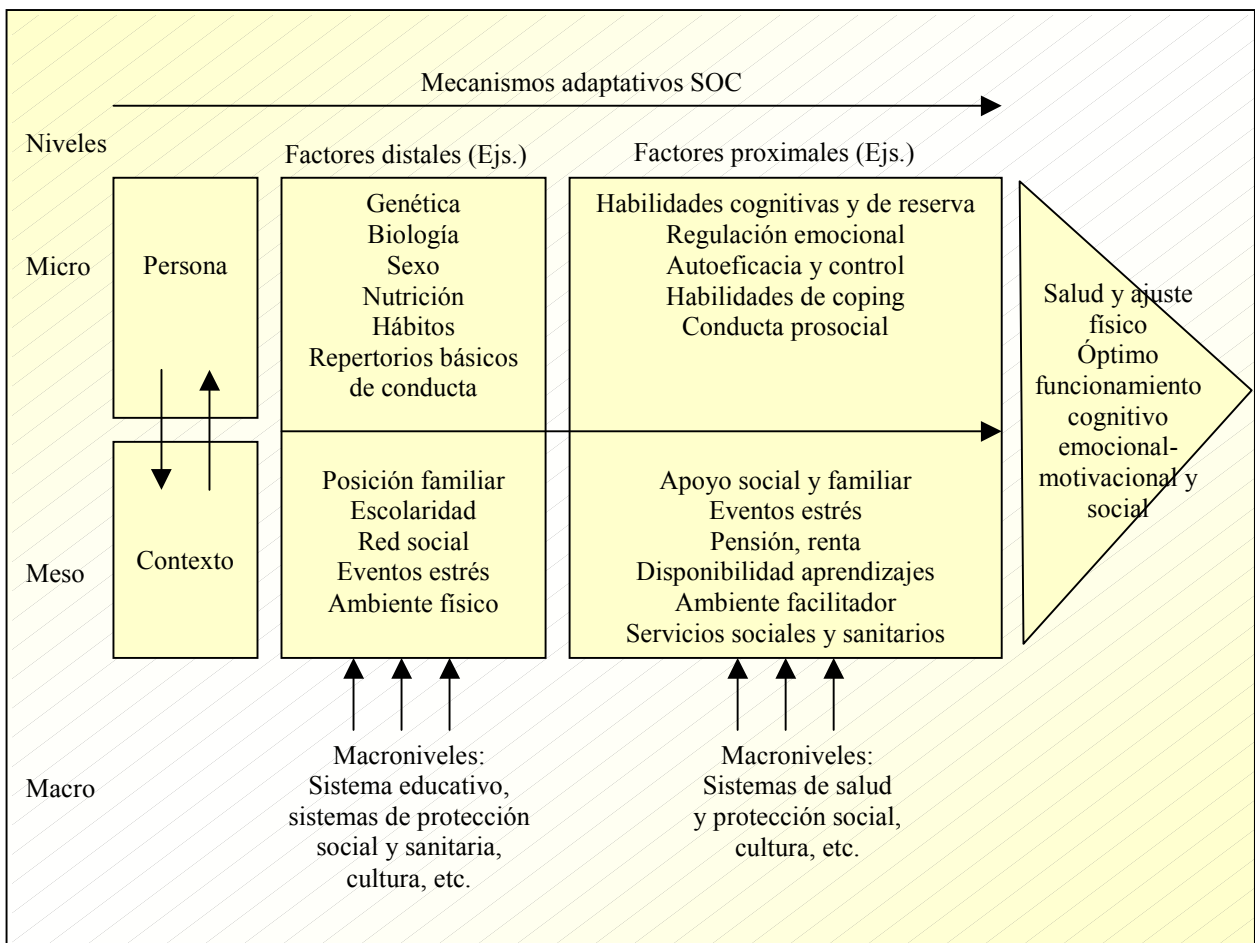 Mecanismos adaptativos SOC
Niveles
Factores distales (Ejs.)
Factores proximales (Ejs.)
Micro
Persona
Genética
Biología
Sexo
Nutrición
Hábitos
Repertorios básicos
de conducta
Habilidades cognitivas y de reserva
Regulación emocional
Autoeficacia y control
Habilidades de coping
Conducta prosocial
Salud y ajuste
físico
Óptimo
funcionamiento
cognitivo
emocional-
motivacional y
social
Meso
Contexto
Posición familiar
Escolaridad
Red social
Eventos estrés
Ambiente físico
Apoyo social y familiar
Eventos estrés
Pensión, renta
Disponibilidad aprendizajes
Ambiente facilitador
Servicios sociales y sanitarios
Macro
Macroniveles:
Sistema educativo,
sistemas de protección
social y sanitaria,
cultura, etc.
Macroniveles:
Sistemas de salud
y protección social,
cultura, etc.